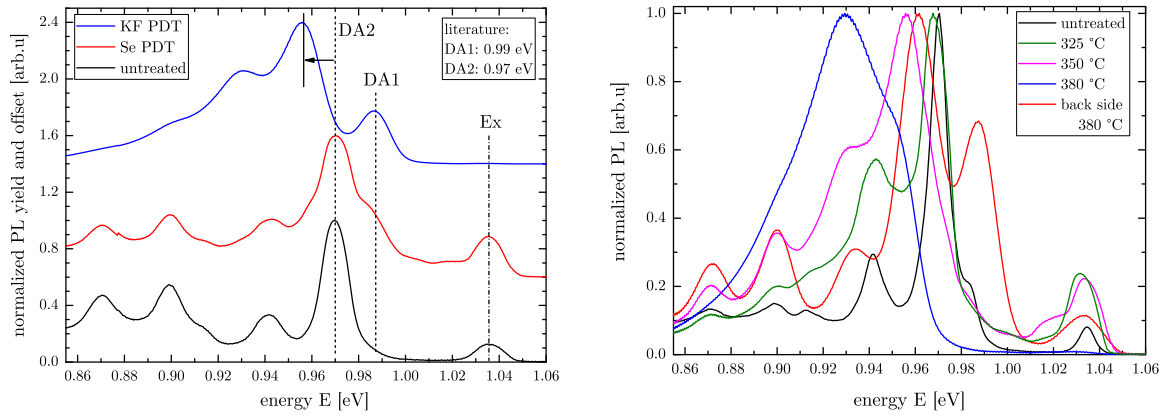 normalized PL yield and offset [arb.u]
2.4
2.0
1.6
1.2
0.8
0.4
0.0
KF PDT
Se PDT
untreated
DA2
DA1
Ex
literature:
DA1: 0.99 eV
DA2: 0.97 eV
0.86 0.88 0.90 0.92 0.94 0.96 0.98 1.00 1.02 1.04 1.06
energy E [eV]
normalized PL [arb.u]
1.0
0.8
0.6
0.4
0.2
0.0
untreated
325 °C
350 °C
380 °C
back side
380 °C
0.86 0.88 0.90 0.92 0.94 0.96 0.98 1.00 1.02 1.04 1.06
energy E [eV]